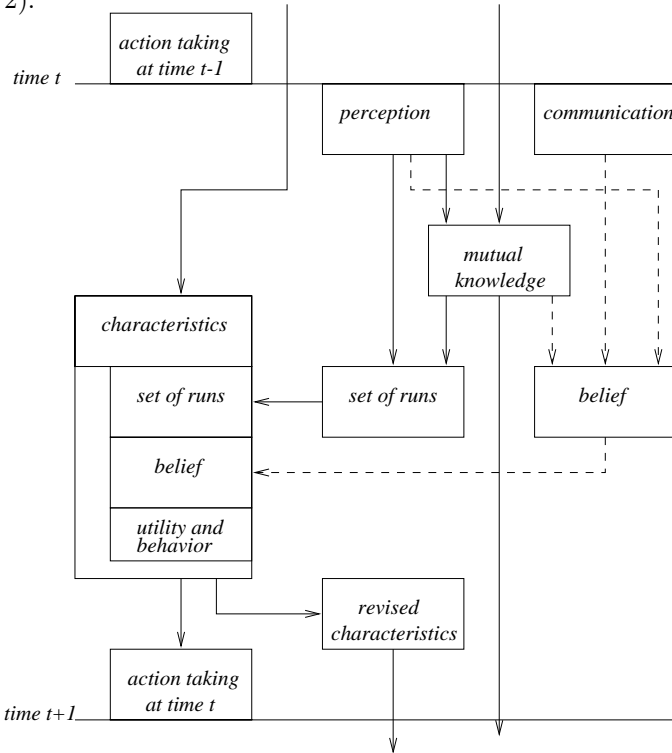 2).
action taking
at time t-1
time t
perception
communication
mutual
knowledge
characteristics
set of runs
set of runs
belief
belief
utility and
behavior
revised
characteristics
action taking
at time t
time t+1